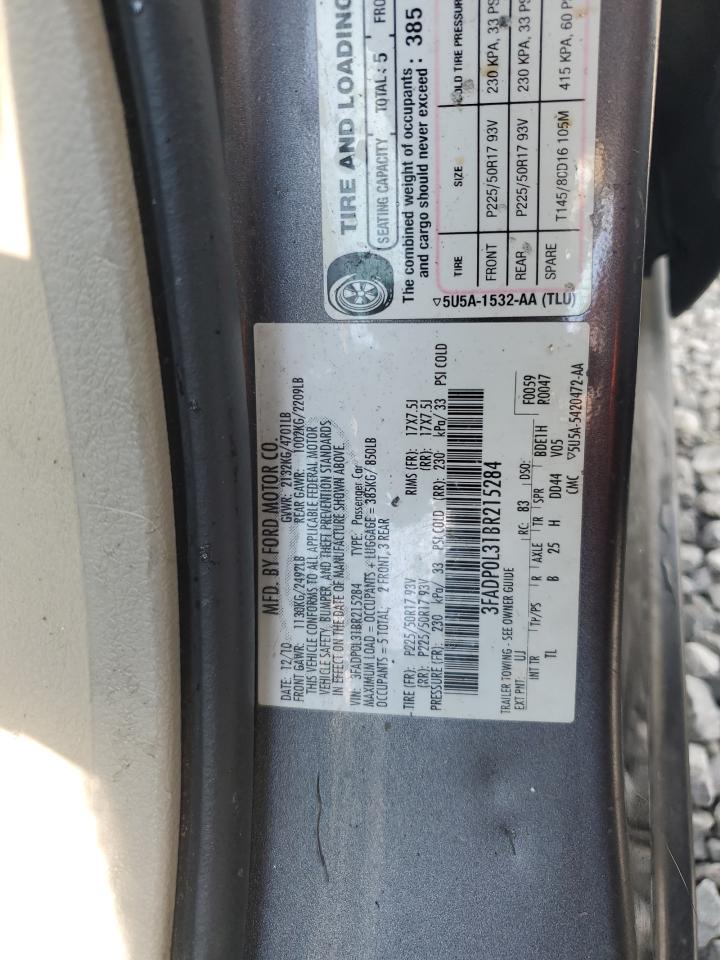 TIRE AND LOADING
SEATING CAPACITY TOTAL : 5 FRO
The combined weight of occupants
and cargo should never exceed : 385
TIRE SIZE COLD TIRE PRESSURE
FRONT P225/50R17 93V 230 KPA, 33 PS
REAR P225/50R17 93V 230 KPA, 33 PS
SPARE T145/80D16 105M 415 KPA, 60 PS
5U5A-1532-AA (TLU)
MFD. BY FORD MOTOR CO.
DATE: 12/10 GVWR: 2132KG/4701LB
FRONT GAWR: 1130KG/2492LB REAR GAWR: 1002KG/2209LB
THIS VEHICLE CONFORMS TO ALL APPLICABLE FEDERAL MOTOR
VEHICLE SAFETY, BUMPER, AND THEFT PREVENTION STANDARDS
IN EFFECT ON THE DATE OF MANUFACTURE SHOWN ABOVE.
VIN: 3FADP0L31BR215284 TYPE: Passenger Car
MAXIMUM LOAD = OCCUPANTS + LUGGAGE = 385KG/ 850LB
OCCUPANTS = 5 TOTAL, 2 FRONT, 3 REAR
TIRE (FR): P225/50R17 93V RIMS (FR): 17X7.5J
(RR): P225/50R17 93V (RR): 17X7.5J
PRESSURE (FR): 230 kPa/ 33 PSI COLD (RR): 230 kPa/ 33 PSI COLD
3FADP0L31BR215284
TRAILER TOWING - SEE OWNER GUIDE
EXT PNT: UJ RC: 83 DSO: F0059
R0047
INT TR TP/PS R AXLE TR SPR BDE1H
TL B 25 H DD44 V05
CMC 5U5A-5420472-AA